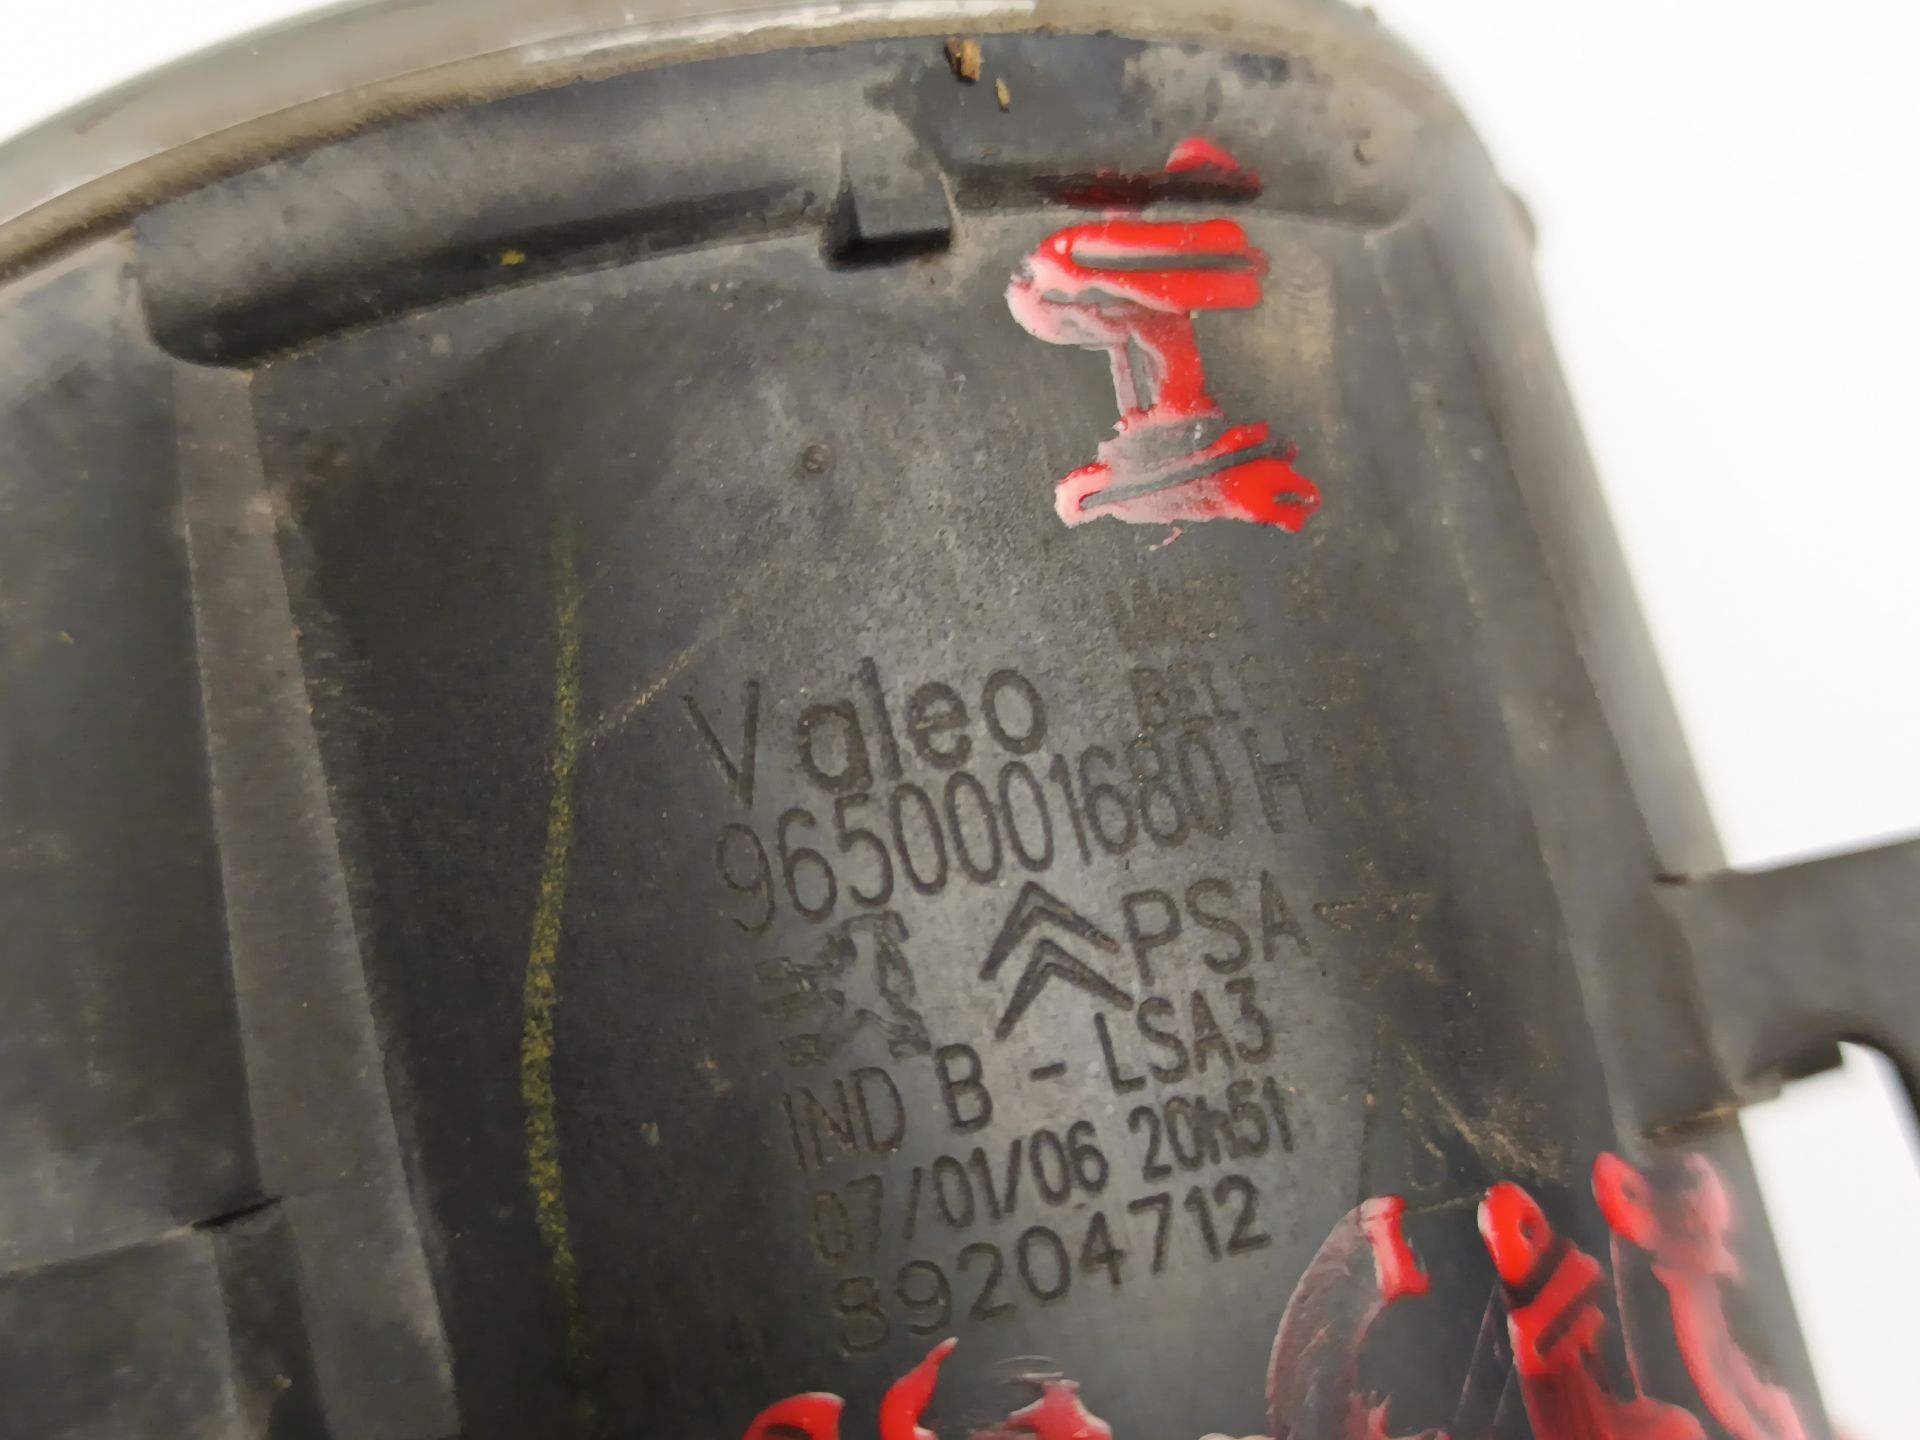 Valeo
9650001680 H
PSA
IND B - LSA3
07/01/06 20h51
89204712